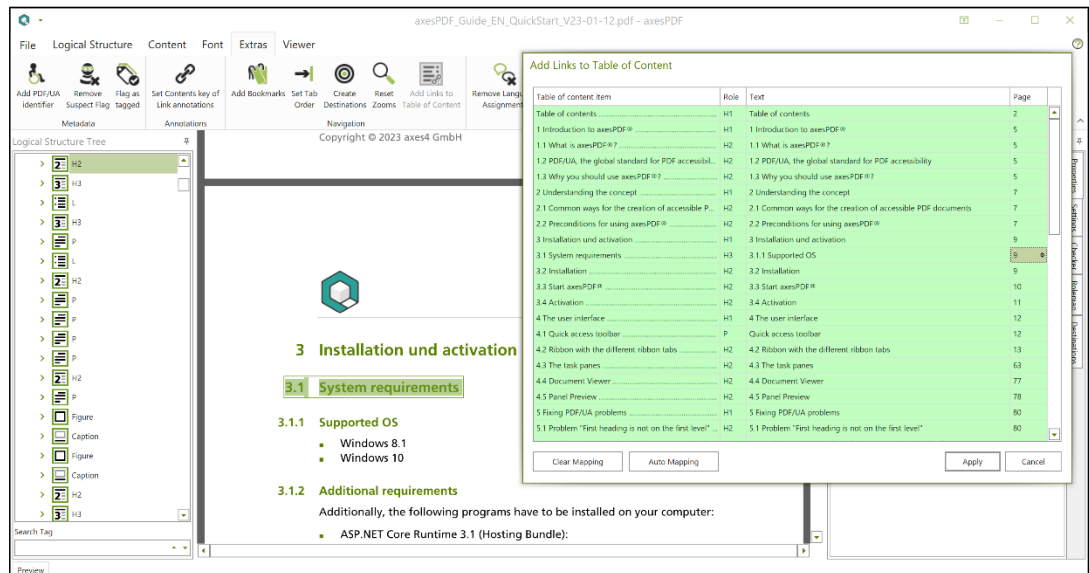 axesPDF_Guide_EN_QuickStart_V23-01-12.pdf - axesPDF
File Logical Structure Content Font Extras Viewer
Add PDF/UA identifier
Remove Suspect Flag
Flag as tagged
Set Contents key of Link annotations
Add Bookmarks
Set Tab Order
Create Destinations
Reset Zooms
Add Links to Table of Content
Remove Langu
Assignment
Metadata Annotations Navigation
Logical Structure Tree
H2
H3
L
H3
P
L
H2
P
P
P
P
H2
P
Figure
Caption
Figure
Caption
H2
H3
Search Tag
Preview
Copyright © 2023 axes4 GmbH
3 Installation und activation
3.1 System requirements
3.1.1 Supported OS
▪ Windows 8.1
▪ Windows 10
3.1.2 Additional requirements
Additionally, the following programs have to be installed on your computer:
▪ ASP.NET Core Runtime 3.1 (Hosting Bundle):
Add Links to Table of Content
Table of content item Role Text Page
Table of contents H1 Table of contents 2
1 Introduction to axesPDF® H1 1 Introduction to axesPDF® 5
1.1 What is axesPDF®? H2 1.1 What is axesPDF®? 5
1.2 PDF/UA, the global standard for PDF accessibil... H2 1.2 PDF/UA, the global standard for PDF accessibility 5
1.3 Why you should use axesPDF®? H2 1.3 Why you should use axesPDF®? 5
2 Understanding the concept H1 2 Understanding the concept 7
2.1 Common ways for the creation of accessible P... H2 2.1 Common ways for the creation of accessible PDF documents 7
2.2 Preconditions for using axesPDF® H2 2.2 Preconditions for using axesPDF® 7
3 Installation und activation H1 3 Installation und activation 9
3.1 System requirements H3 3.1.1 Supported OS 9
3.2 Installation H2 3.2 Installation 9
3.3 Start axesPDF® H2 3.3 Start axesPDF® 10
3.4 Activation H2 3.4 Activation 11
4 The user interface H1 4 The user interface 12
4.1 Quick access toolbar P Quick access toolbar 12
4.2 Ribbon with the different ribbon tabs H2 4.2 Ribbon with the different ribbon tabs 13
4.3 The task panes H2 4.3 The task panes 63
4.4 Document Viewer H2 4.4 Document Viewer 77
4.5 Panel Preview H2 4.5 Panel Preview 78
5 Fixing PDF/UA problems H1 5 Fixing PDF/UA problems 80
5.1 Problem "First heading is not on the first level" ... H2 5.1 Problem "First heading is not on the first level" 80
Clear Mapping Auto Mapping Apply Cancel
Properties
Settings
Checker
Rolemap
Destinations